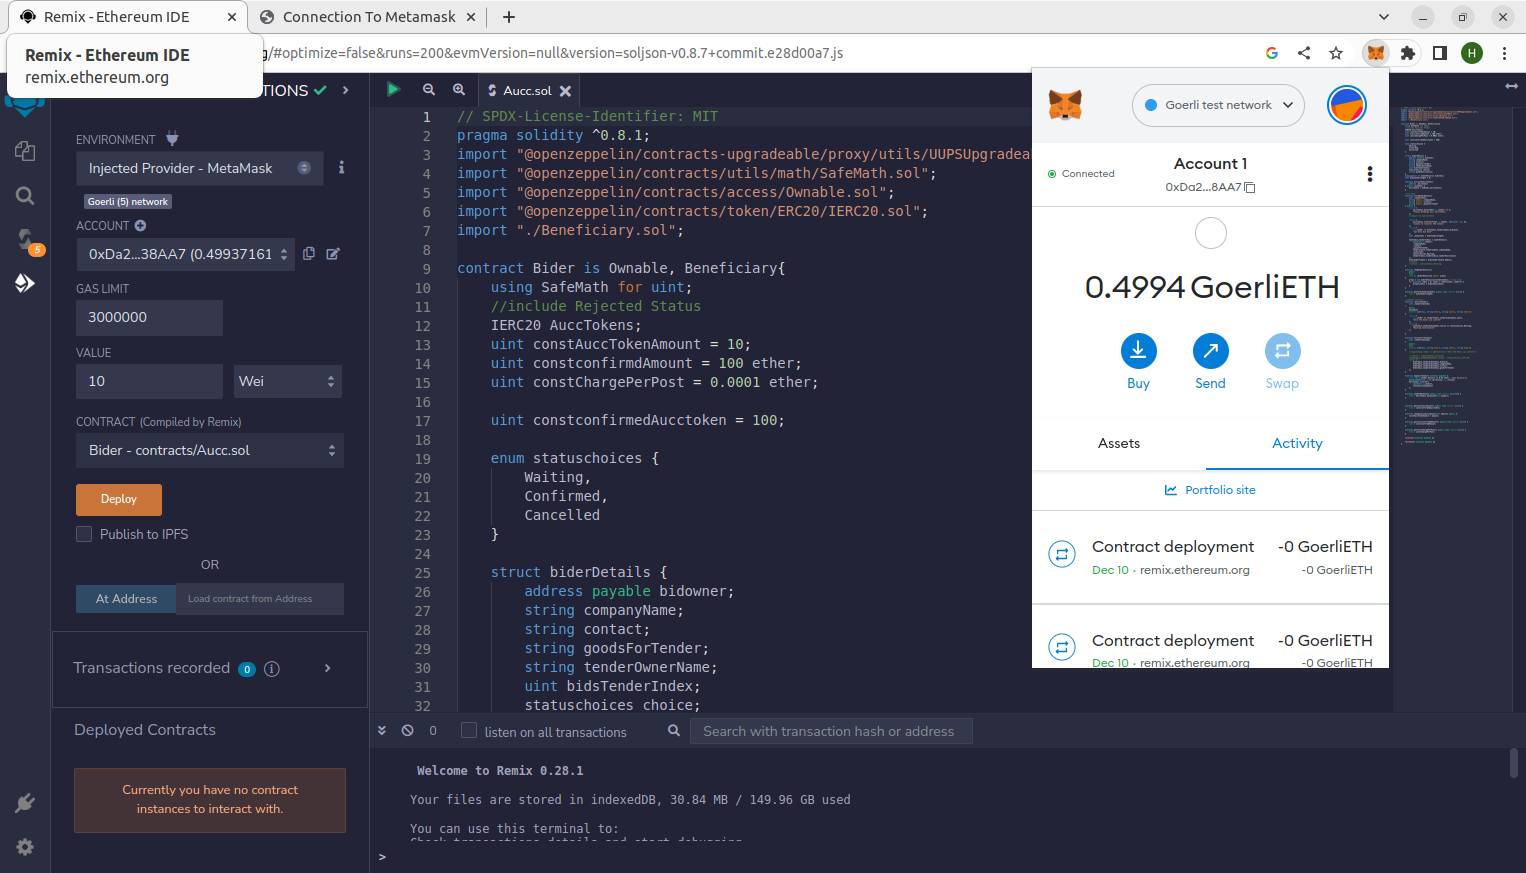 Remix - Ethereum IDE
Connection To Metamask
Remix - Ethereum IDE
remix.ethereum.org
g/#optimize=false&runs=200&evmVersion=null&version=soljson-v0.8.7+commit.e28d00a7.js
H
TIONS
ENVIRONMENT
Injected Provider - MetaMask
Goerli (5) network
ACCOUNT
0xDa2...38AA7 (0.49937161
GAS LIMIT
3000000
VALUE
10
Wei
CONTRACT (Compiled by Remix)
Bider - contracts/Aucc.sol
Deploy
Publish to IPFS
OR
At Address
Load contract from Address
Transactions recorded 0
Deployed Contracts
Currently you have no contract
instances to interact with.
5
Aucc.sol
1 // SPDX-License-Identifier: MIT
2 pragma solidity ^0.8.1;
3 import "@openzeppelin/contracts-upgradeable/proxy/utils/UUPSUpgradeal
4 import "@openzeppelin/contracts/utils/math/SafeMath.sol";
5 import "@openzeppelin/contracts/access/Ownable.sol";
6 import "@openzeppelin/contracts/token/ERC20/IERC20.sol";
7 import "./Beneficiary.sol";
8
9 contract Bider is Ownable, Beneficiary{
10 using SafeMath for uint;
11 //include Rejected Status
12 IERC20 AuccTokens;
13 uint constAuccTokenAmount = 10;
14 uint constconfirmdAmount = 100 ether;
15 uint constChargePerPost = 0.0001 ether;
16
17 uint constconfirmedAucctoken = 100;
18
19 enum statuschoices {
20 Waiting,
21 Confirmed,
22 Cancelled
23 }
24
25 struct biderDetails {
26 address payable bidowner;
27 string companyName;
28 string contact;
29 string goodsForTender;
30 string tenderOwnerName;
31 uint bidsTenderIndex;
32 statuschoices choice;
0
listen on all transactions
Search with transaction hash or address
Welcome to Remix 0.28.1
Your files are stored in indexedDB, 30.84 MB / 149.96 GB used
You can use this terminal to:
Check transactions details and start debugging
>
Goerli test network
Connected
Account 1
0xDa2...8AA7
0.4994 GoerliETH
Buy
Send
Swap
Assets
Activity
Portfolio site
Contract deployment -0 GoerliETH
Dec 10 · remix.ethereum.org -0 GoerliETH
Contract deployment -0 GoerliETH
Dec 10 · remix.ethereum.org -0 GoerliETH